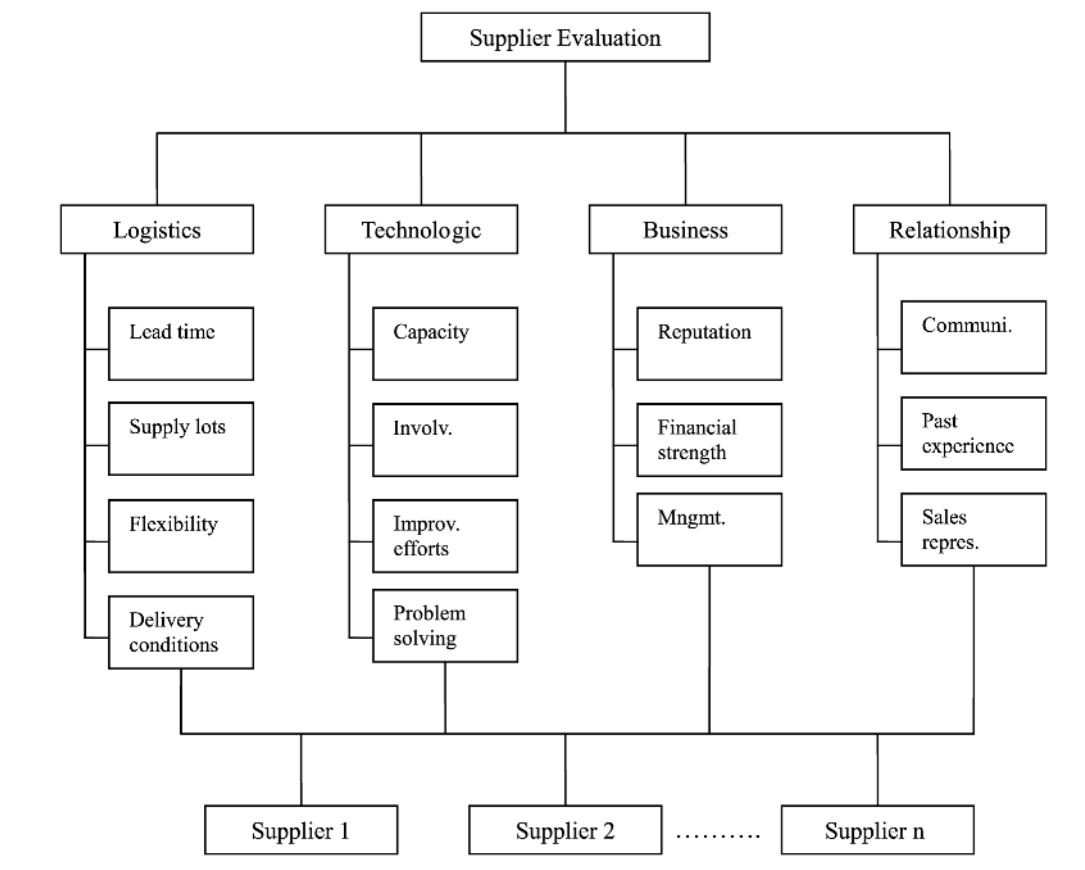 Supplier Evaluation
Logistics
Technologic
Business
Relationship
Lead time
Supply lots
Flexibility
Delivery
conditions
Capacity
Involv.
Improv.
efforts
Problem
solving
Reputation
Financial
strength
Mngmt.
Communi.
Past
experience
Sales
repres.
Supplier 1
Supplier 2
..........
Supplier n